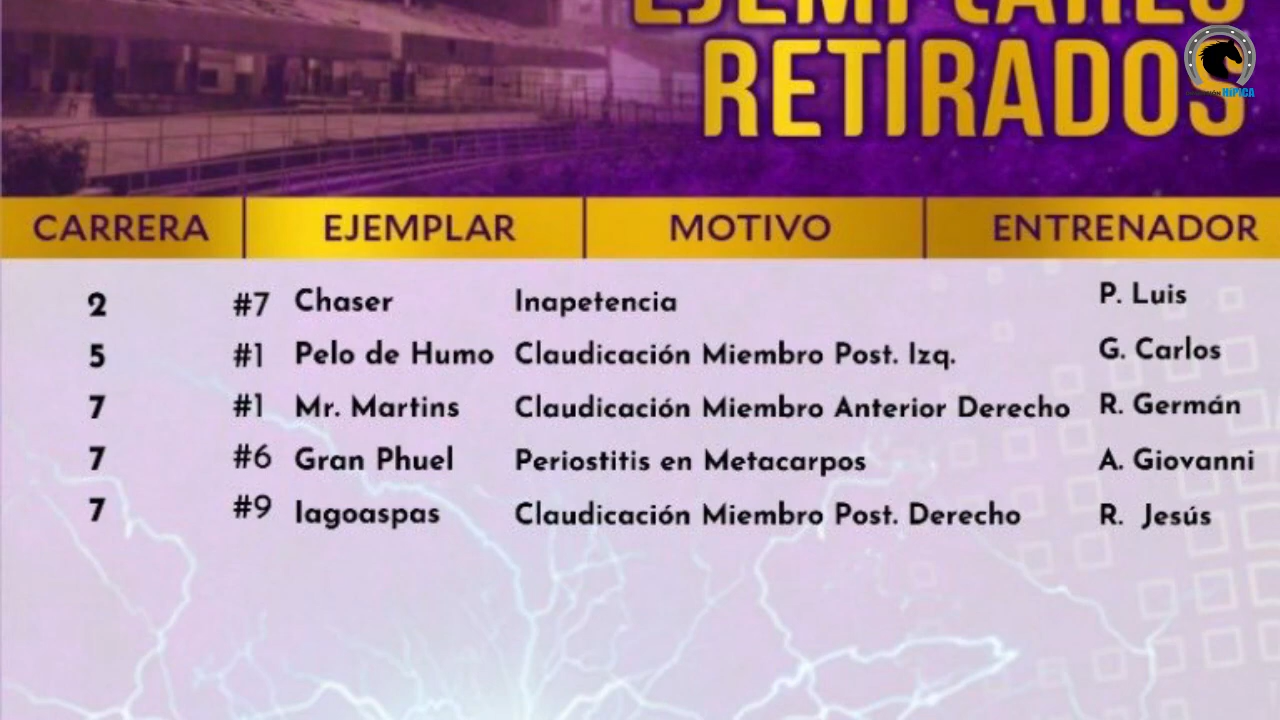 EJEMPLARES
RETIRADOS
HíPICA
CARRERA EJEMPLAR MOTIVO ENTRENADOR
2 #7 Chaser Inapetencia P. Luis
5 #1 Pelo de Humo Claudicación Miembro Post. Izq. G. Carlos
7 #1 Mr. Martins Claudicación Miembro Anterior Derecho R. Germán
7 #6 Gran Phuel Periostitis en Metacarpos A. Giovanni
7 #9 Iagoaspas Claudicación Miembro Post. Derecho R. Jesús